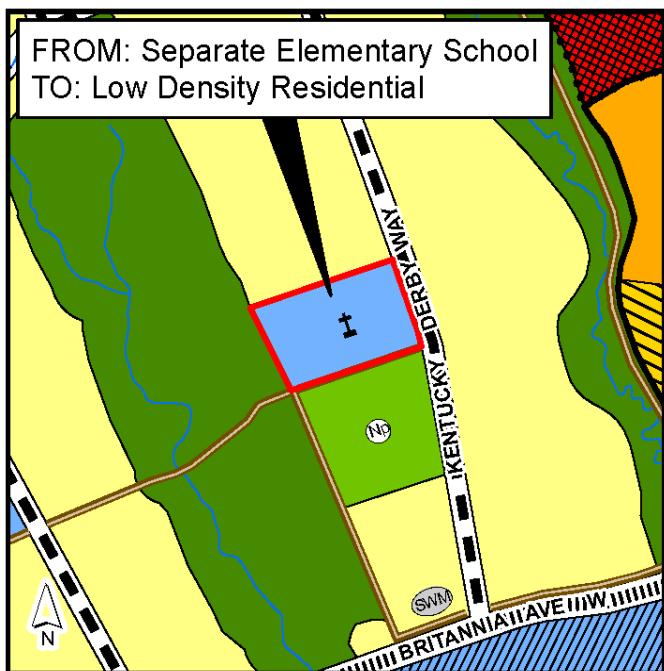 FROM: Separate Elementary School
TO: Low Density Residential
KENTUCKY DERBY WAY
Np
SWM
BRITANNIA AVE W.
N